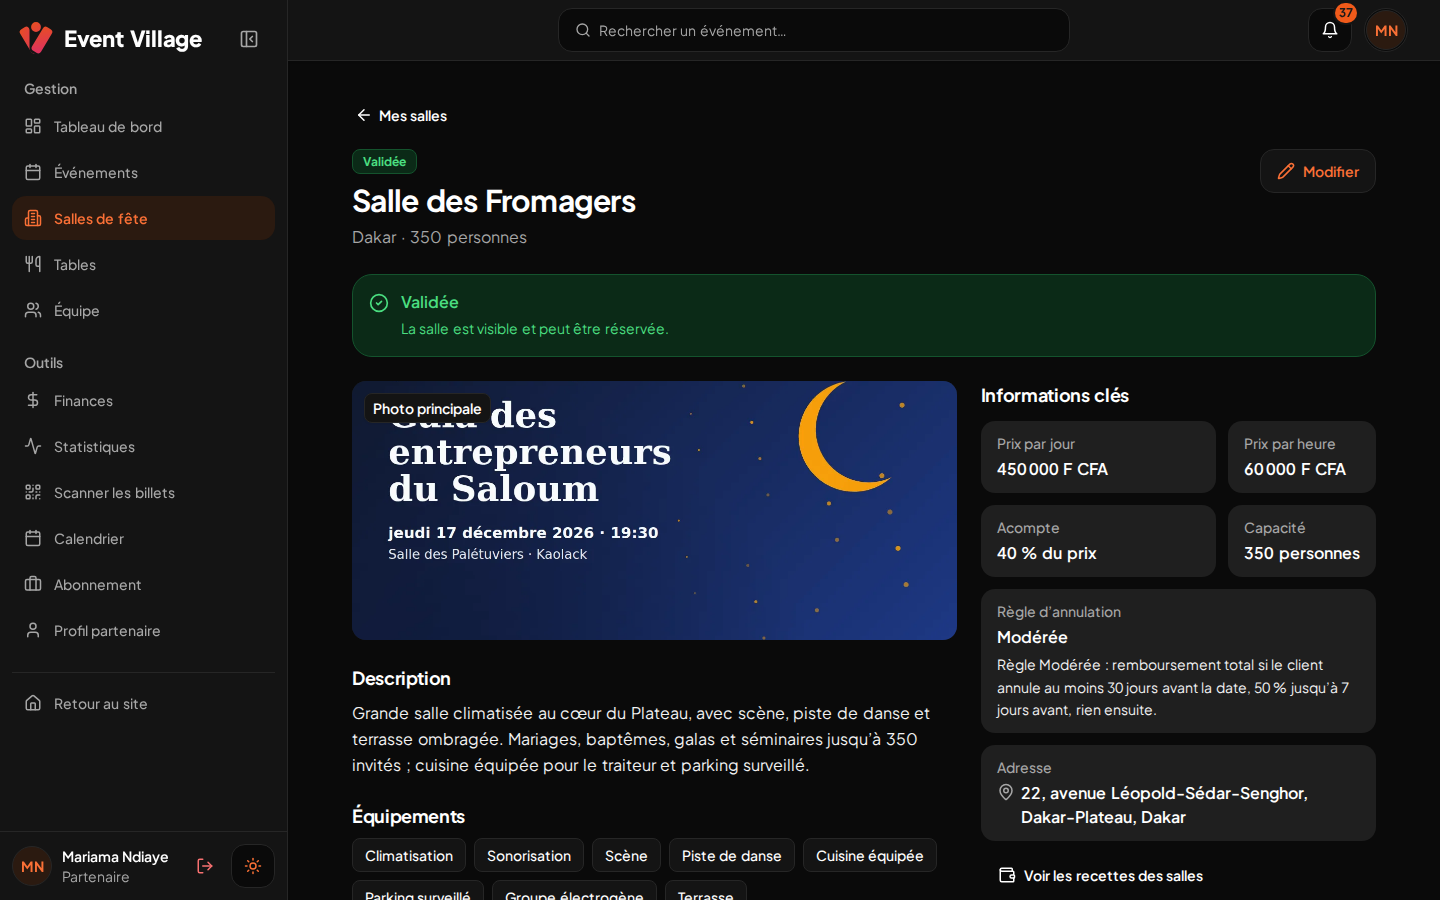 Event Village
Rechercher un événement...
37
MN
Gestion
Tableau de bord
Événements
Salles de fête
Tables
Équipe
Outils
Finances
Statistiques
Scanner les billets
Calendrier
Abonnement
Profil partenaire
Retour au site
MN
Mariama Ndiaye
Partenaire
Mes salles
Validée
Modifier
Salle des Fromagers
Dakar · 350 personnes
Validée
La salle est visible et peut être réservée.
Photo principale
des
entrepreneurs
du Saloum
jeudi 17 décembre 2026 · 19:30
Salle des Palétuviers · Kaolack
Description
Grande salle climatisée au cœur du Plateau, avec scène, piste de danse et
terrasse ombragée. Mariages, baptêmes, galas et séminaires jusqu’à 350
invités ; cuisine équipée pour le traiteur et parking surveillé.
Équipements
Climatisation
Sonorisation
Scène
Piste de danse
Cuisine équipée
Parking surveillé
Groupe électrogène
Terrasse
Informations clés
Prix par jour
450 000 F CFA
Prix par heure
60 000 F CFA
Acompte
40 % du prix
Capacité
350 personnes
Règle d’annulation
Modérée
Règle Modérée : remboursement total si le client
annule au moins 30 jours avant la date, 50 % jusqu’à 7
jours avant, rien ensuite.
Adresse
22, avenue Léopold-Sédar-Senghor,
Dakar-Plateau, Dakar
Voir les recettes des salles